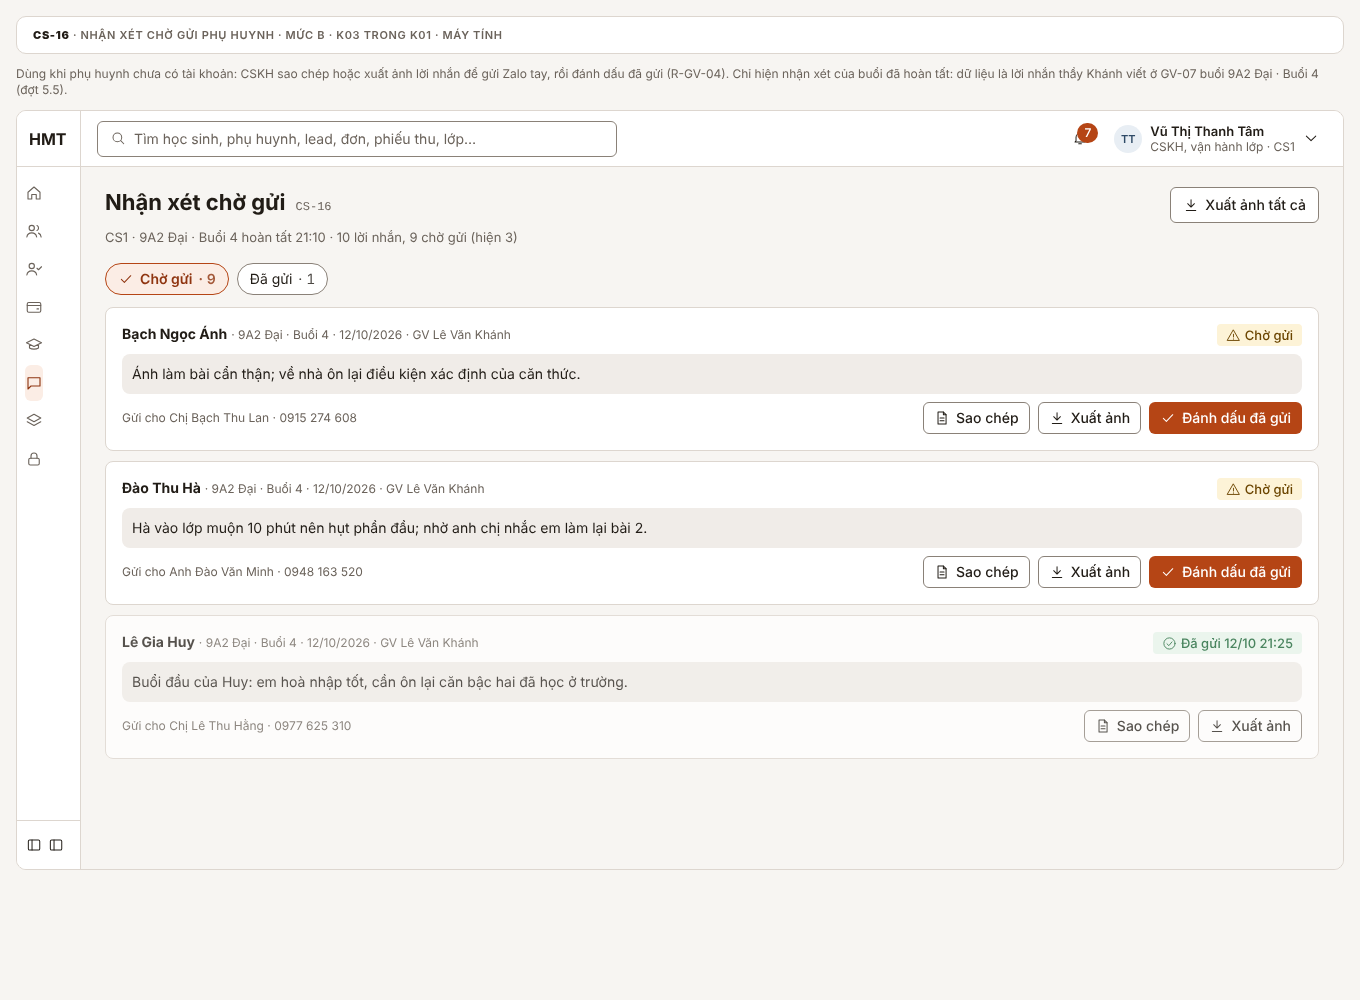 CS-16 · NHẬN XÉT CHỜ GỬI PHỤ HUYNH · MỨC B · K03 TRONG K01 · MÁY TÍNH
Dùng khi phụ huynh chưa có tài khoản: CSKH sao chép hoặc xuất ảnh lời nhắn để gửi Zalo tay, rồi đánh dấu đã gửi (R-GV-04). Chỉ hiện nhận xét của buổi đã hoàn tất: dữ liệu là lời nhắn thầy Khánh viết ở GV-07 buổi 9A2 Đại · Buổi 4
(đợt 5.5).
HMT
Tìm học sinh, phụ huynh, lead, đơn, phiếu thu, lớp...
7
TT
Vũ Thị Thanh Tâm
CSKH, vận hành lớp · CS1
Nhận xét chờ gửi CS-16
Xuất ảnh tất cả
CS1 · 9A2 Đại · Buổi 4 hoàn tất 21:10 · 10 lời nhắn, 9 chờ gửi (hiện 3)
Chờ gửi · 9
Đã gửi · 1
Bạch Ngọc Ánh · 9A2 Đại · Buổi 4 · 12/10/2026 · GV Lê Văn Khánh
Chờ gửi
Ánh làm bài cẩn thận; về nhà ôn lại điều kiện xác định của căn thức.
Gửi cho Chị Bạch Thu Lan · 0915 274 608
Sao chép
Xuất ảnh
Đánh dấu đã gửi
Đào Thu Hà · 9A2 Đại · Buổi 4 · 12/10/2026 · GV Lê Văn Khánh
Chờ gửi
Hà vào lớp muộn 10 phút nên hụt phần đầu; nhờ anh chị nhắc em làm lại bài 2.
Gửi cho Anh Đào Văn Minh · 0948 163 520
Sao chép
Xuất ảnh
Đánh dấu đã gửi
Lê Gia Huy · 9A2 Đại · Buổi 4 · 12/10/2026 · GV Lê Văn Khánh
Đã gửi 12/10 21:25
Buổi đầu của Huy: em hoà nhập tốt, cần ôn lại căn bậc hai đã học ở trường.
Gửi cho Chị Lê Thu Hằng · 0977 625 310
Sao chép
Xuất ảnh